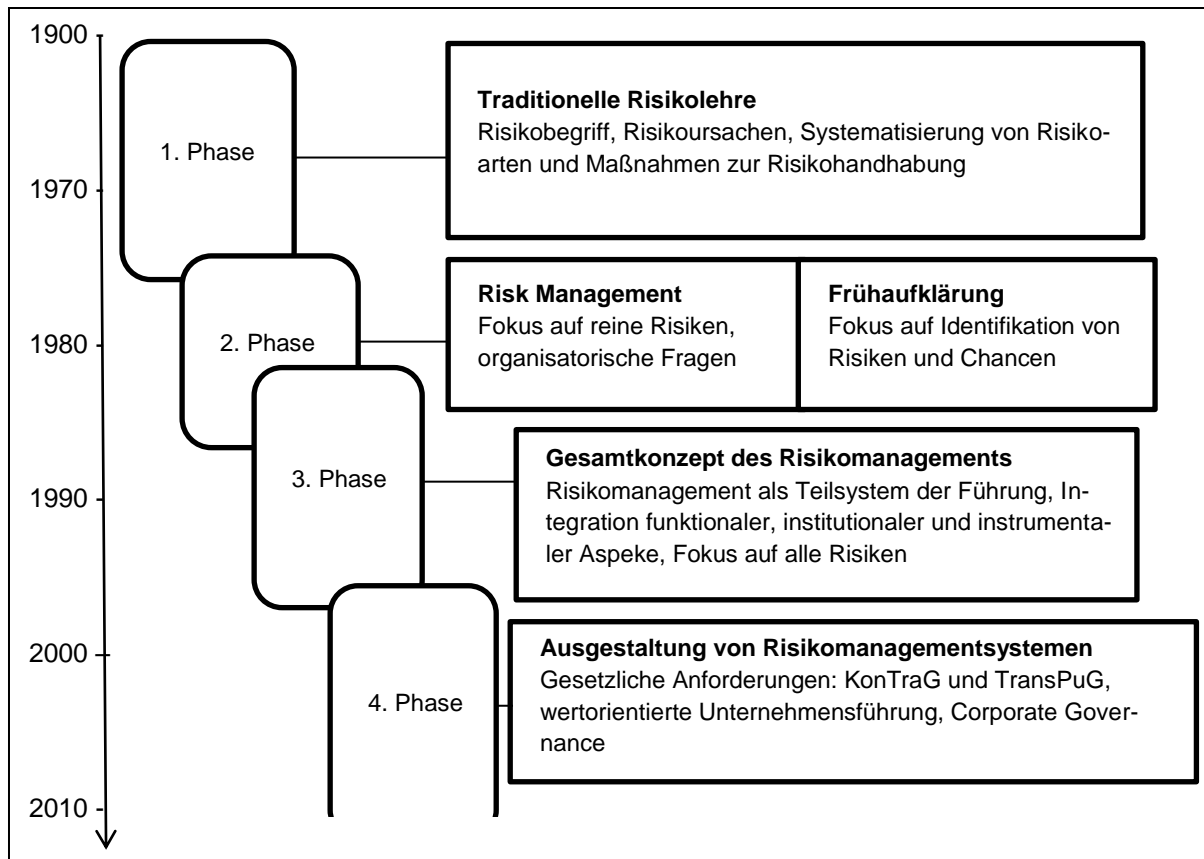 1900
1. Phase
Traditionelle Risikolehre
Risikobegriff, Risikoursachen, Systematisierung von Risiko-
arten und Maßnahmen zur Risikohandhabung
1970
2. Phase
Risk Management
Fokus auf reine Risiken,
organisatorische Fragen
Frühaufklärung
Fokus auf Identifikation von
Risiken und Chancen
1980
3. Phase
Gesamtkonzept des Risikomanagements
Risikomanagement als Teilsystem der Führung, In-
tegration funktionaler, institutionaler und instrumenta-
ler Aspeke, Fokus auf alle Risiken
1990
2000
4. Phase
Ausgestaltung von Risikomanagementsystemen
Gesetzliche Anforderungen: KonTraG und TransPuG,
wertorientierte Unternehmensführung, Corporate Gover-
nance
2010